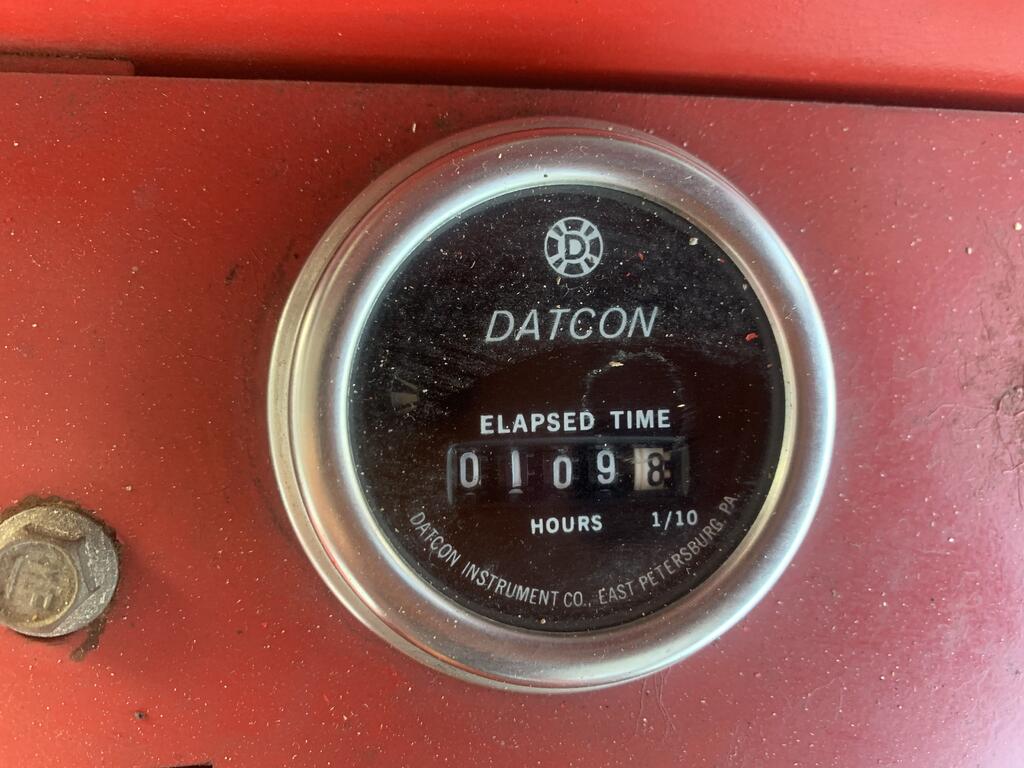 D
DATCON
ELAPSED TIME
01098
HOURS 1/10
DATCON INSTRUMENT CO., EAST PETERSBURG, PA.